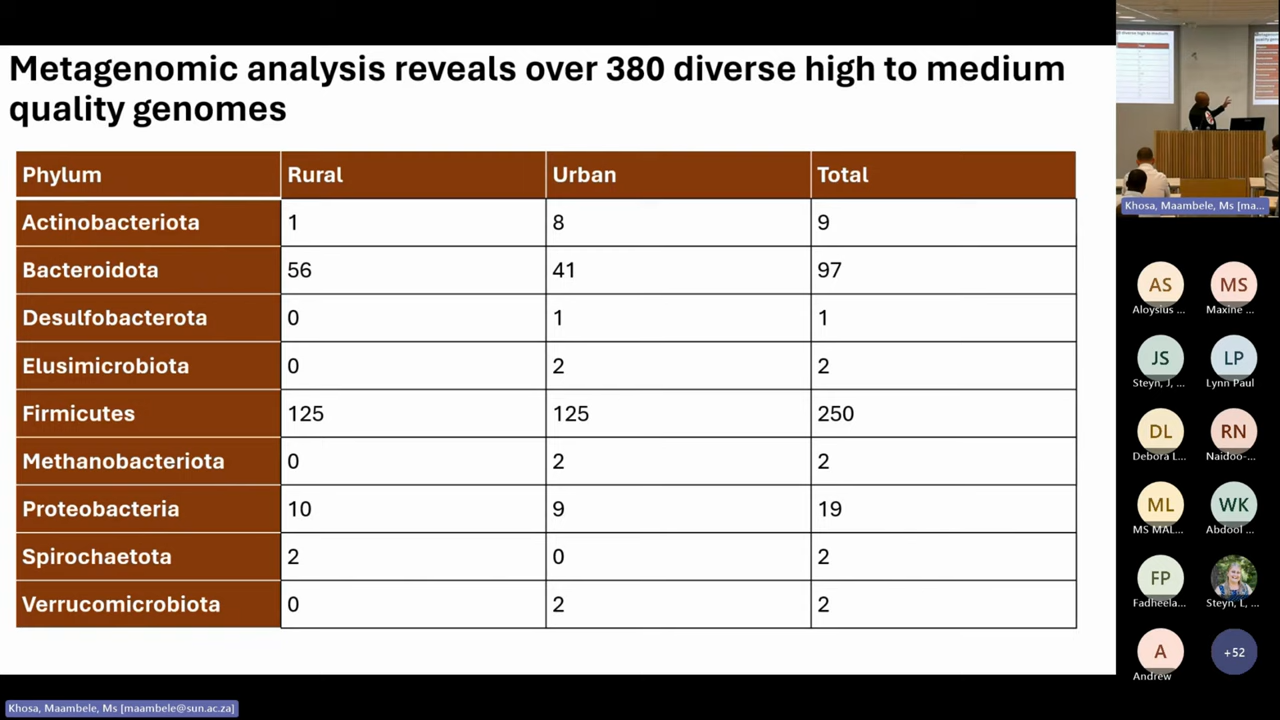 Metagenomic analysis reveals over 380 diverse high to medium
quality genomes
Phylum Rural Urban Total
Actinobacteriota 1 8 9
Bacteroidota 56 41 97
Desulfobacterota 0 1 1
Elusimicrobiota 0 2 2
Firmicutes 125 125 250
Methanobacteriota 0 2 2
Proteobacteria 10 9 19
Spirochaetota 2 0 2
Verrucomicrobiota 0 2 2
Khosa, Maambele, Ms [ma...
AS MS
Aloysius ... Maxine ...
JS LP
Steyn, J, ... Lynn Paul
DL RN
Debora L... Naidoo-...
ML WK
MS MAL... Abdool ...
FP
Fadheela... Steyn, L, ...
A +52
Andrew
Khosa, Maambele, Ms [maambele@sun.ac.za]